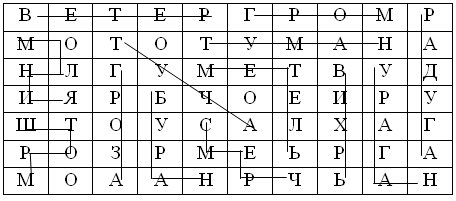 В Е Т Е Р Г Р О М Р
М О Т О Т У М А Н А
Н Л Г У М Е Т В У Д
И Я Р Б Ч О Е И Р У
Ш Т О У С А Л Х А Г
Р О З Р М Е Ь Р Г А
М О А А Н Р Ч Ь А Н